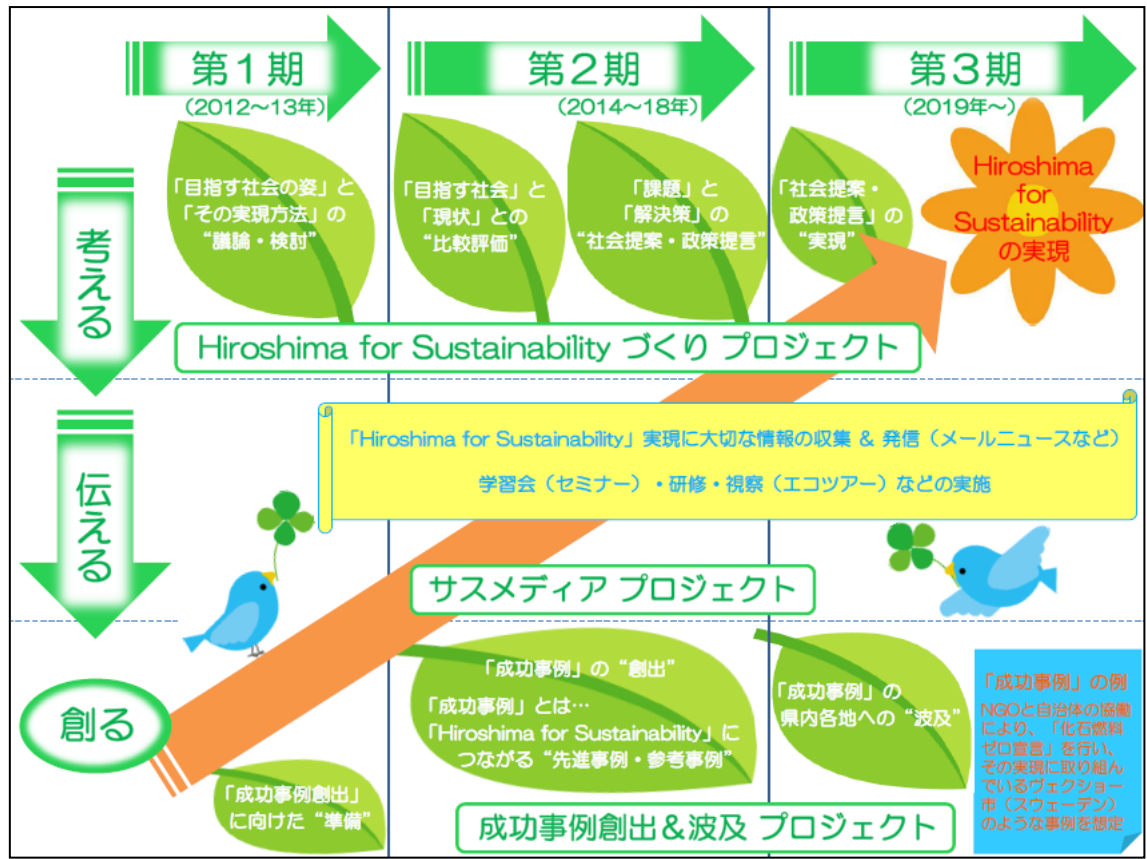 第1期
（2012～13年）
第2期
（2014～18年）
第3期
（2019年～）
考える
「目指す社会の姿」と
「その実現方法」の
“議論・検討”
「目指す社会」と
「現状」との
“比較評価”
「課題」と
「解決策」の
“社会提案・政策提言”
「社会提案・
政策提言」の
“実現”
Hiroshima
for
Sustainability
の実現
Hiroshima for Sustainability づくり プロジェクト
伝える
「Hiroshima for Sustainability」実現に大切な情報の収集 & 発信（メールニュースなど）
学習会（セミナー）・研修・視察（エコツアー）などの実施
サスメディア プロジェクト
創る
「成功事例創出」
に向けた“準備”
「成功事例」の“創出”
「成功事例」とは…
「Hiroshima for Sustainability」に
つながる“先進事例・参考事例”
「成功事例」の
県内各地への“波及”
「成功事例」の例
NGOと自治体の協働
により、「化石燃料
ゼロ宣言」を行い、
その実現に取り組ん
でいるヴェクショー
市（スウェーデン）
のような事例を想定
成功事例創出&波及 プロジェクト